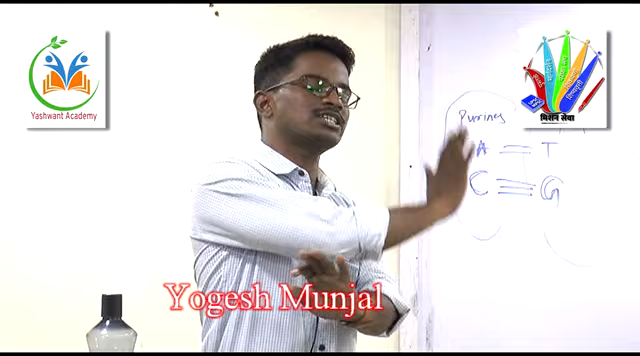 Yashwant Academy
मिशन सेवा
Purines
A = T
C ≡ G
Yogesh Munjal